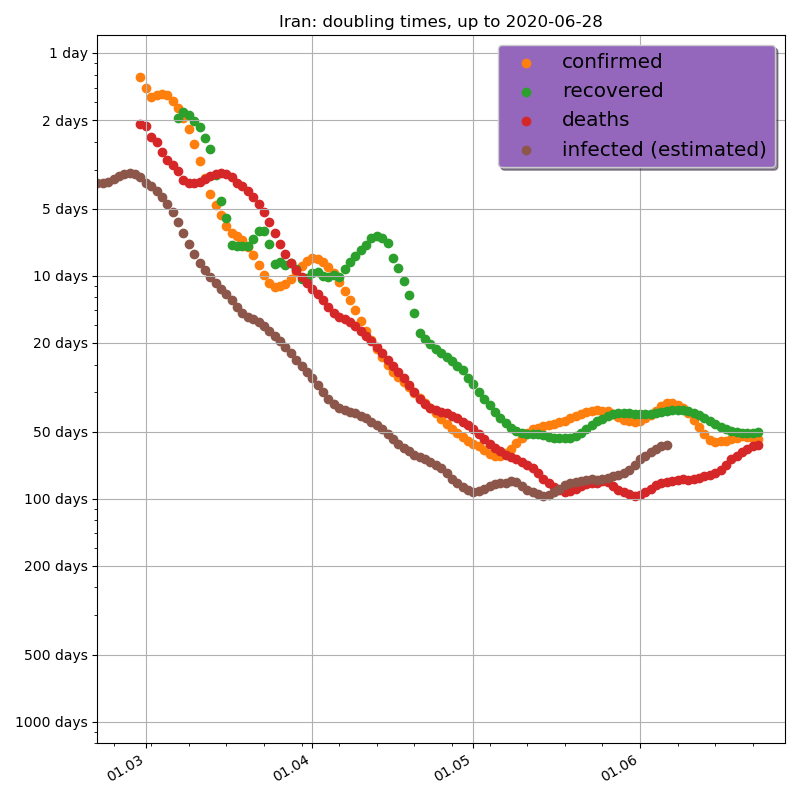 Iran: doubling times, up to 2020-06-28
1 day
2 days
5 days
10 days
20 days
50 days
100 days
200 days
500 days
1000 days
confirmed
recovered
deaths
infected (estimated)
01.03
01.04
01.05
01.06